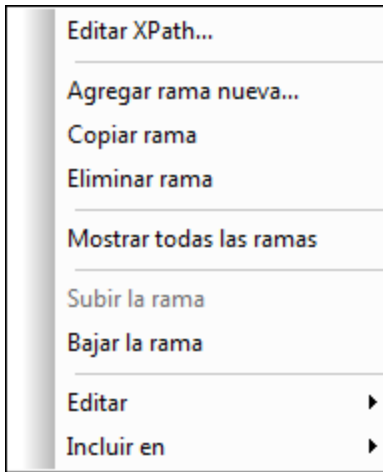 Editar XPath...
Agregar rama nueva...
Copiar rama
Eliminar rama
Mostrar todas las ramas
Subir la rama
Bajar la rama
Editar
Incluir en